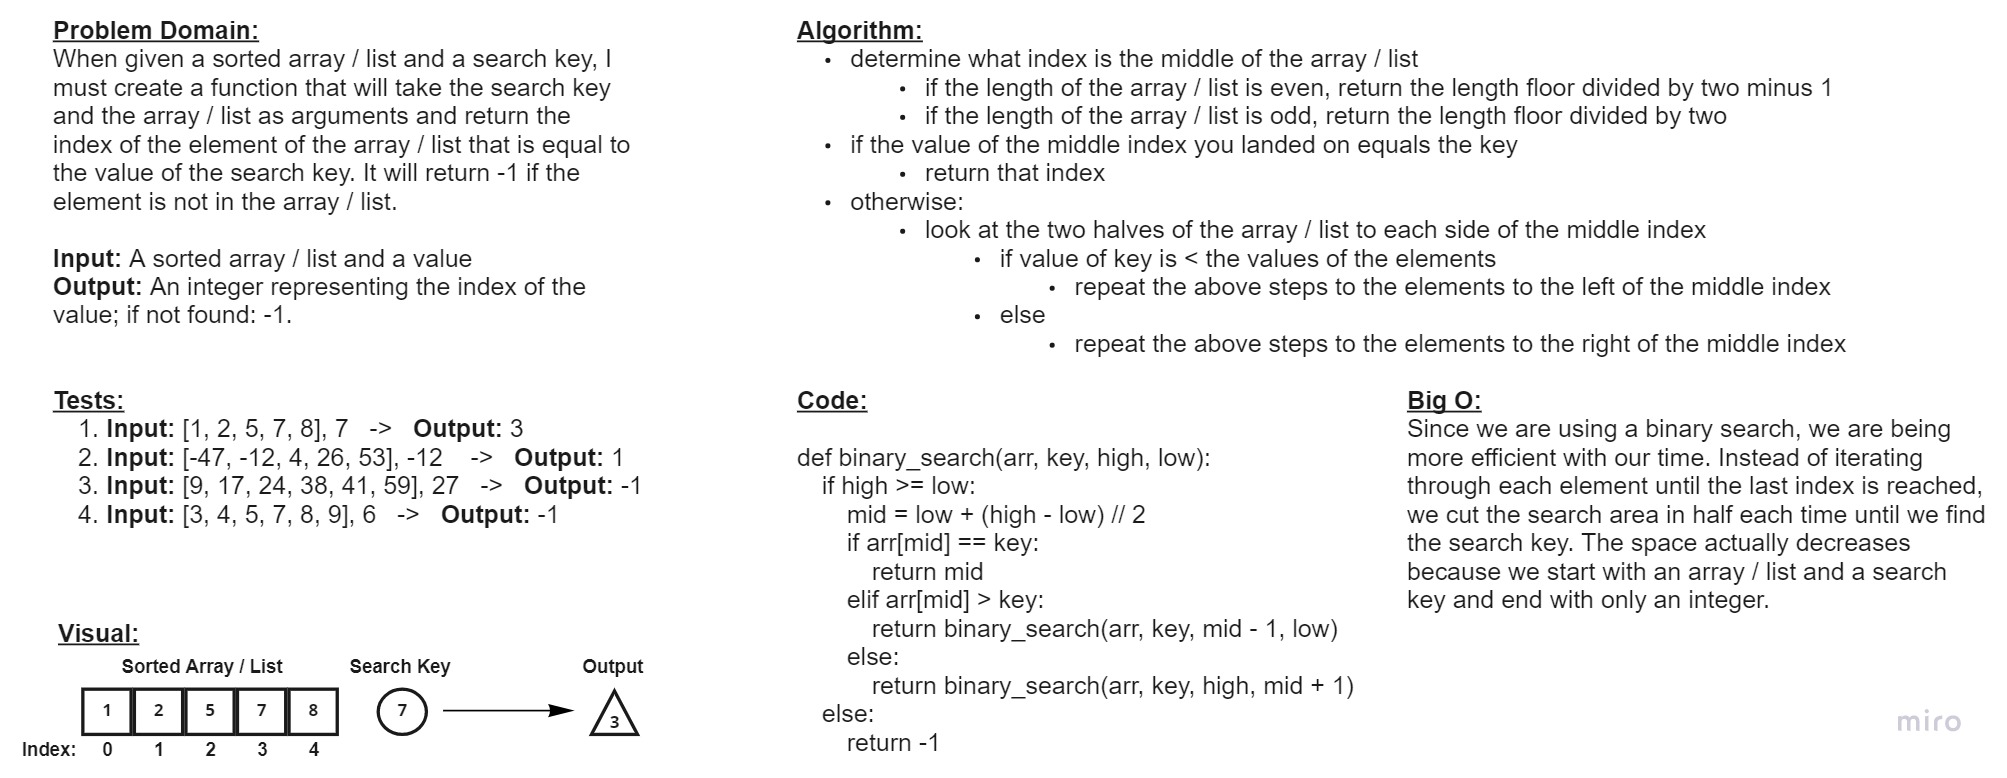 Problem Domain:
When given a sorted array / list and a search key, I
must create a function that will take the search key
and the array / list as arguments and return the
index of the element of the array / list that is equal to
the value of the search key. It will return -1 if the
element is not in the array / list.
Input: A sorted array / list and a value
Output: An integer representing the index of the
value; if not found: -1.
Algorithm:
• determine what index is the middle of the array / list
• if the length of the array / list is even, return the length floor divided by two minus 1
• if the length of the array / list is odd, return the length floor divided by two
• if the value of the middle index you landed on equals the key
• return that index
• otherwise:
• look at the two halves of the array / list to each side of the middle index
• if value of key is < the values of the elements
• repeat the above steps to the elements to the left of the middle index
• else
• repeat the above steps to the elements to the right of the middle index
Tests:
1. Input: [1, 2, 5, 7, 8], 7 -> Output: 3
2. Input: [-47, -12, 4, 26, 53], -12 -> Output: 1
3. Input: [9, 17, 24, 38, 41, 59], 27 -> Output: -1
4. Input: [3, 4, 5, 7, 8, 9], 6 -> Output: -1
Visual:
Sorted Array / List Search Key Output
1 2 5 7 8 7 3
Index: 0 1 2 3 4
Code:
def binary_search(arr, key, high, low):
if high >= low:
mid = low + (high - low) // 2
if arr[mid] == key:
return mid
elif arr[mid] > key:
return binary_search(arr, key, mid - 1, low)
else:
return binary_search(arr, key, high, mid + 1)
else:
return -1
Big O:
Since we are using a binary search, we are being
more efficient with our time. Instead of iterating
through each element until the last index is reached,
we cut the search area in half each time until we find
the search key. The space actually decreases
because we start with an array / list and a search
key and end with only an integer.
miro